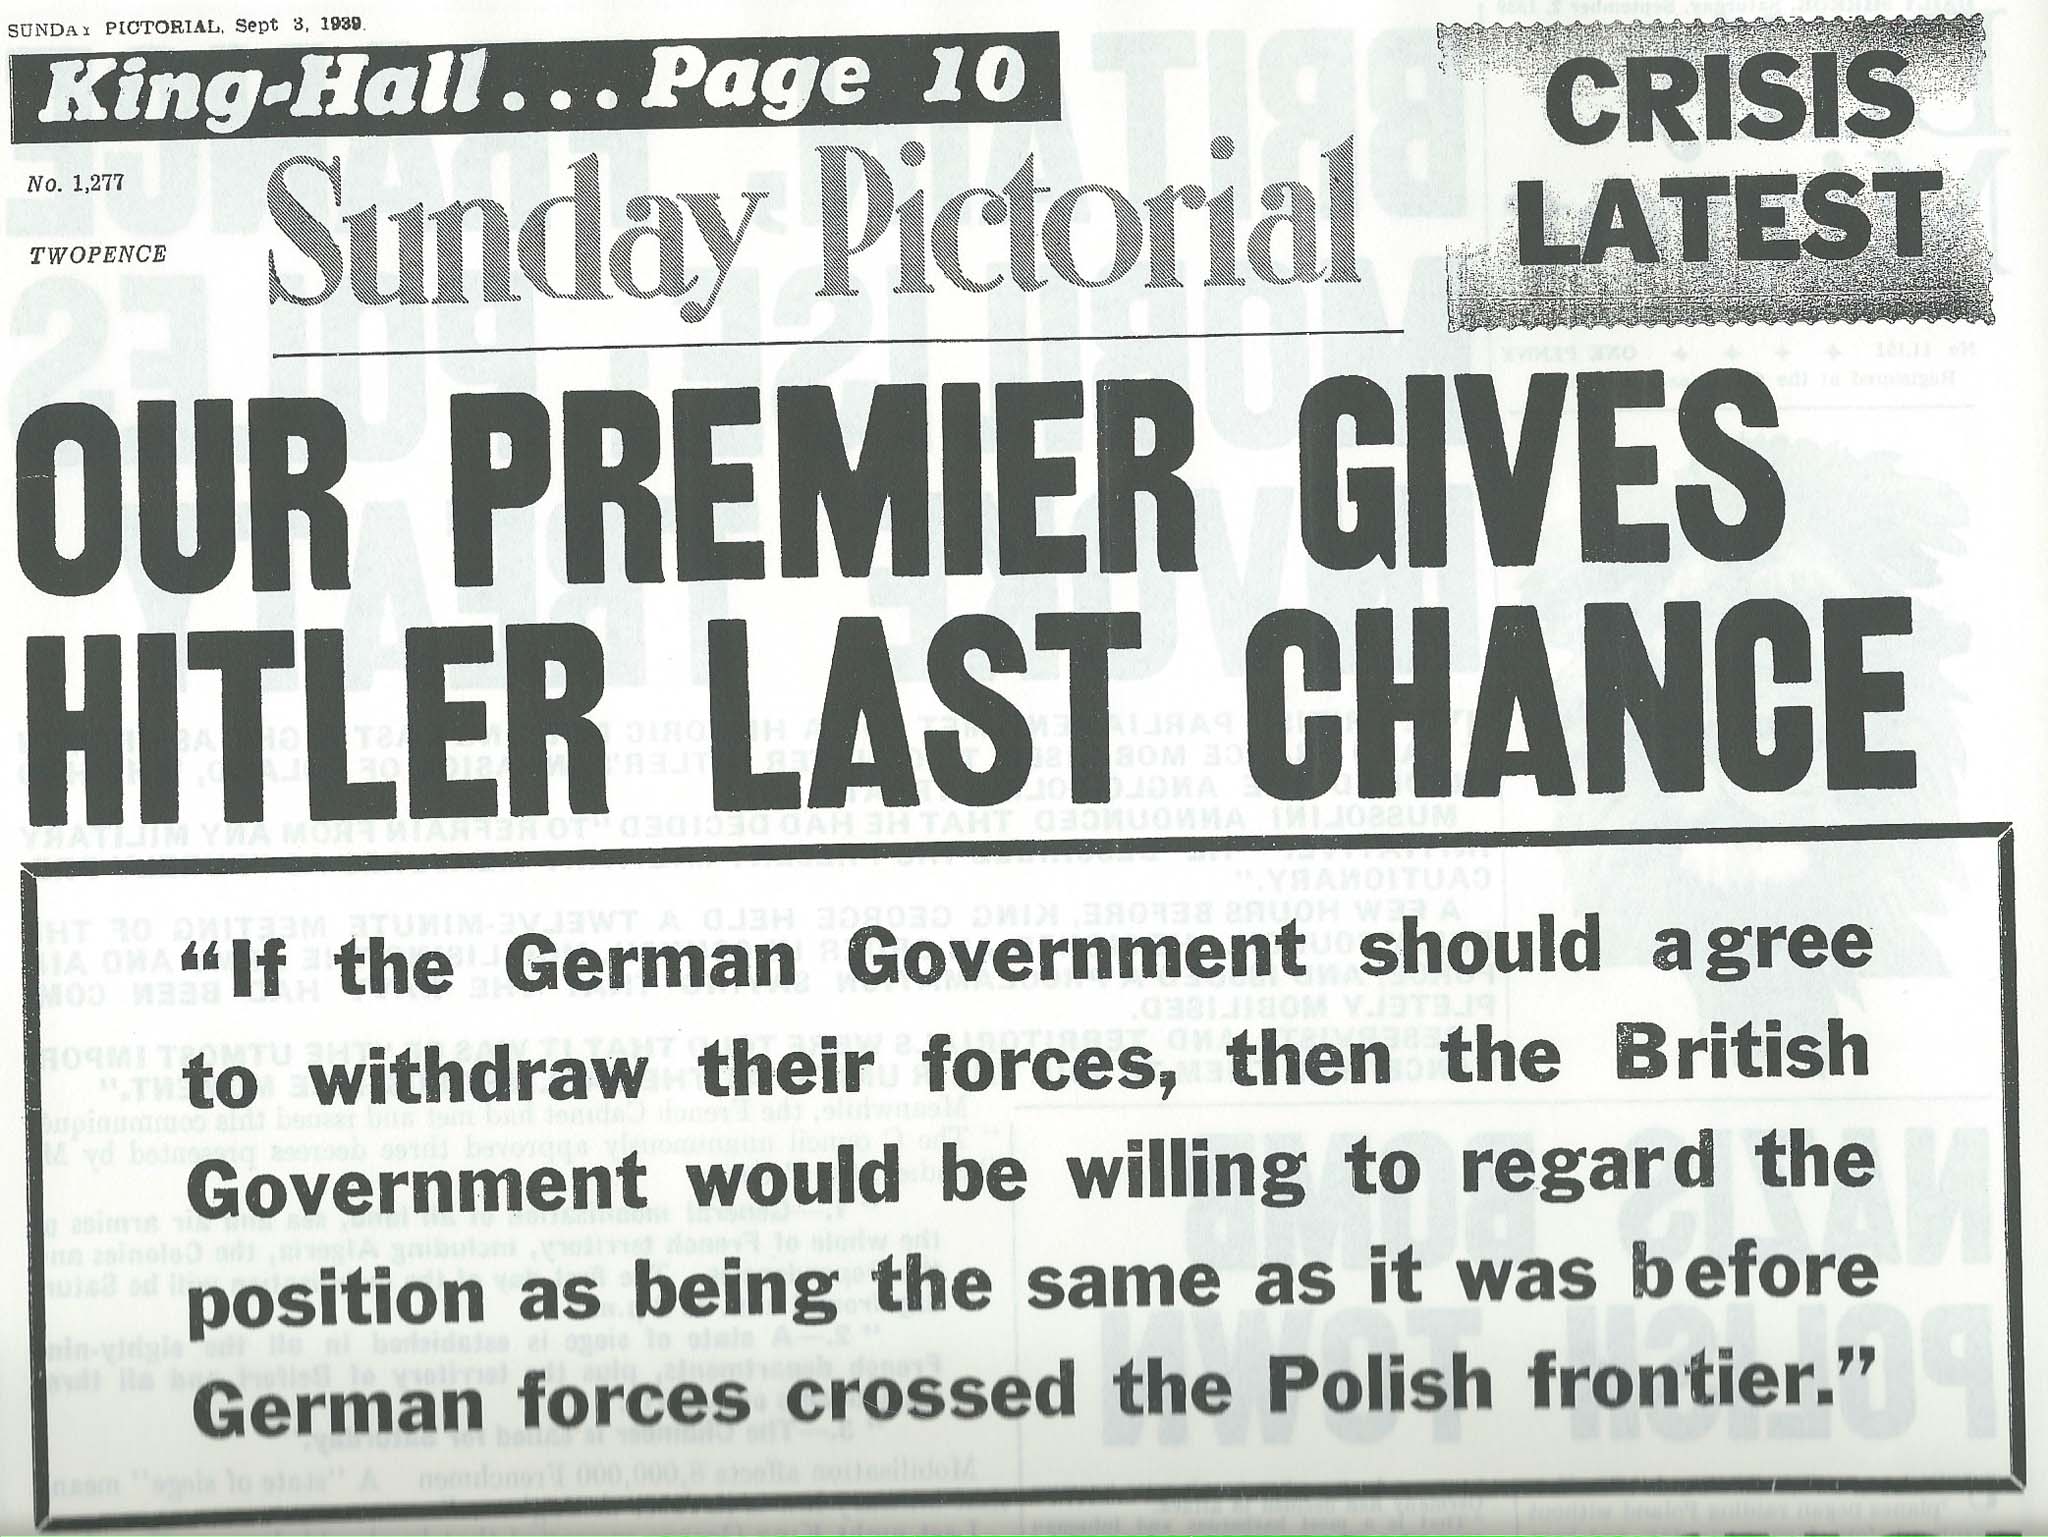 SUNDAY PICTORIAL, Sept 3, 1939.
King-Hall... Page 10
CRISIS
LATEST
No. 1,277
Sunday Pictorial
TWOPENCE
OUR PREMIER GIVES
HITLER LAST CHANCE
“If the German Government should agree
to withdraw their forces, then the British
Government would be willing to regard the
position as being the same as it was before
German forces crossed the Polish frontier.”